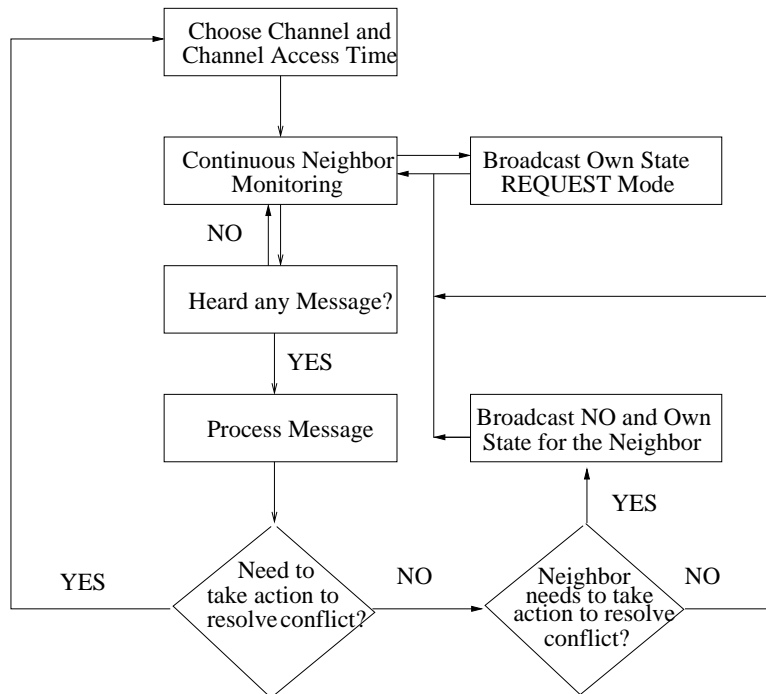 Choose Channel and
Channel Access Time
Continuous Neighbor
Monitoring
Broadcast Own State
REQUEST Mode
NO
Heard any Message?
YES
Process Message
Broadcast NO and Own
State for the Neighbor
YES
YES
Need to
take action to
resolve conflict?
NO
Neighbor
needs to take
action to resolve
conflict?
NO